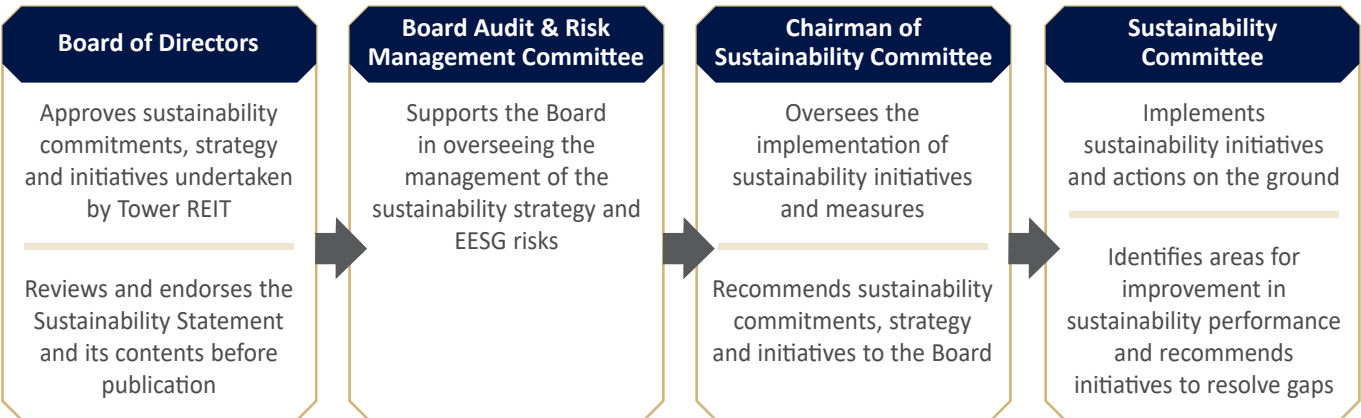 Board of Directors
Approves sustainability
commitments, strategy
and initiatives undertaken
by Tower REIT
Reviews and endorses the
Sustainability Statement
and its contents before
publication
Board Audit & Risk
Management Committee
Supports the Board
in overseeing the
management of the
sustainability strategy and
EESG risks
Chairman of
Sustainability Committee
Oversees the
implementation of
sustainability initiatives
and measures
Recommends sustainability
commitments, strategy
and initiatives to the Board
Sustainability
Committee
Implements
sustainability initiatives
and actions on the ground
Identifies areas for
improvement in
sustainability performance
and recommends
initiatives to resolve gaps